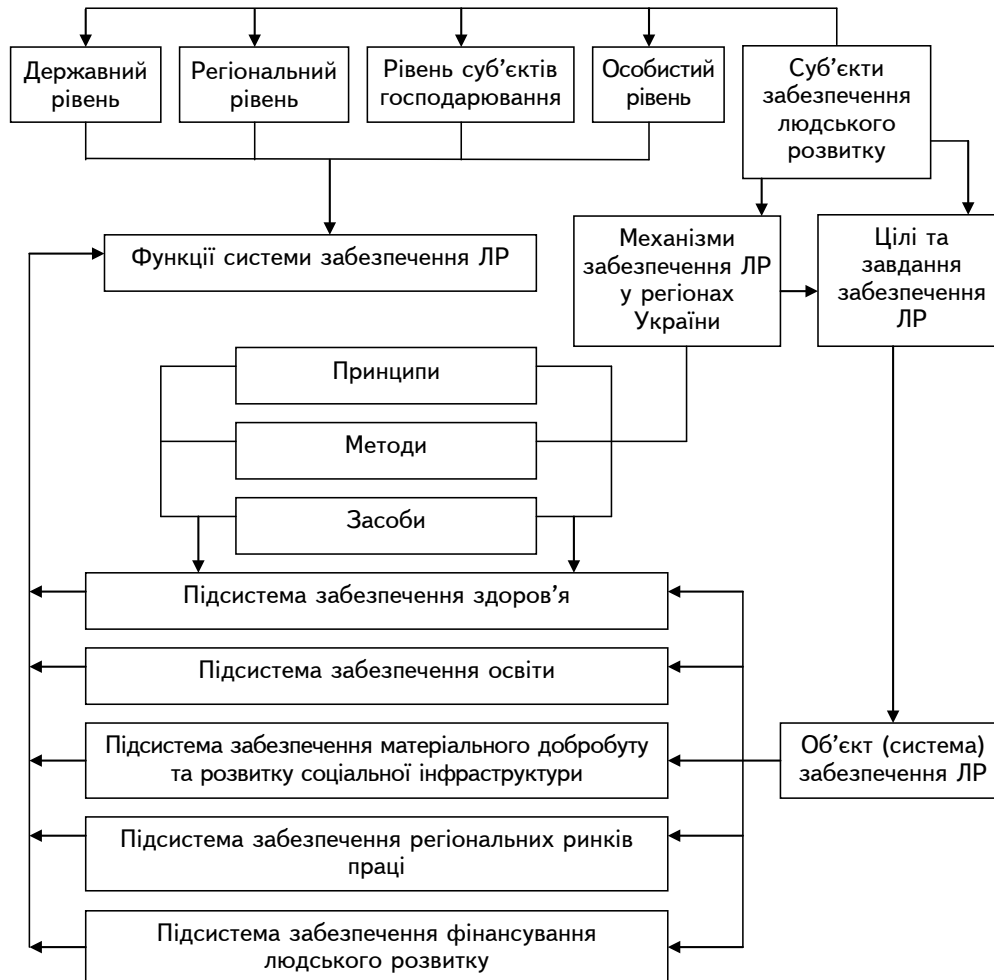 Державний
рівень
Регіональний
рівень
Рівень суб’єктів
господарювання
Особистий
рівень
Суб’єкти
забезпечення
людського
розвитку
Функції системи забезпечення ЛР
Механізми
забезпечення ЛР
у регіонах
України
Цілі та
завдання
забезпечення
ЛР
Принципи
Методи
Засоби
Підсистема забезпечення здоров’я
Підсистема забезпечення освіти
Підсистема забезпечення матеріального добробуту
та розвитку соціальної інфраструктури
Об’єкт (система)
забезпечення ЛР
Підсистема забезпечення регіональних ринків
праці
Підсистема забезпечення фінансування
людського розвитку